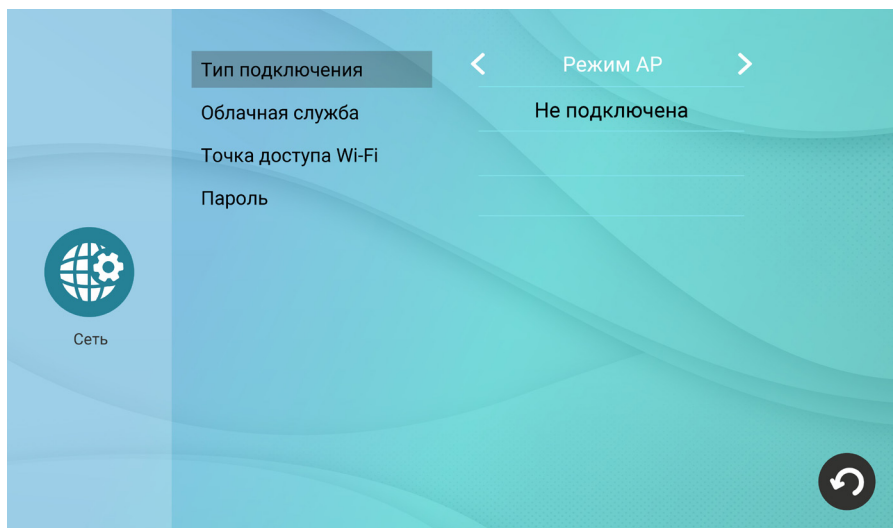 Тип подключения
Режим AP
Облачная служба
Не подключена
Точка доступа Wi-Fi
Пароль
Сеть